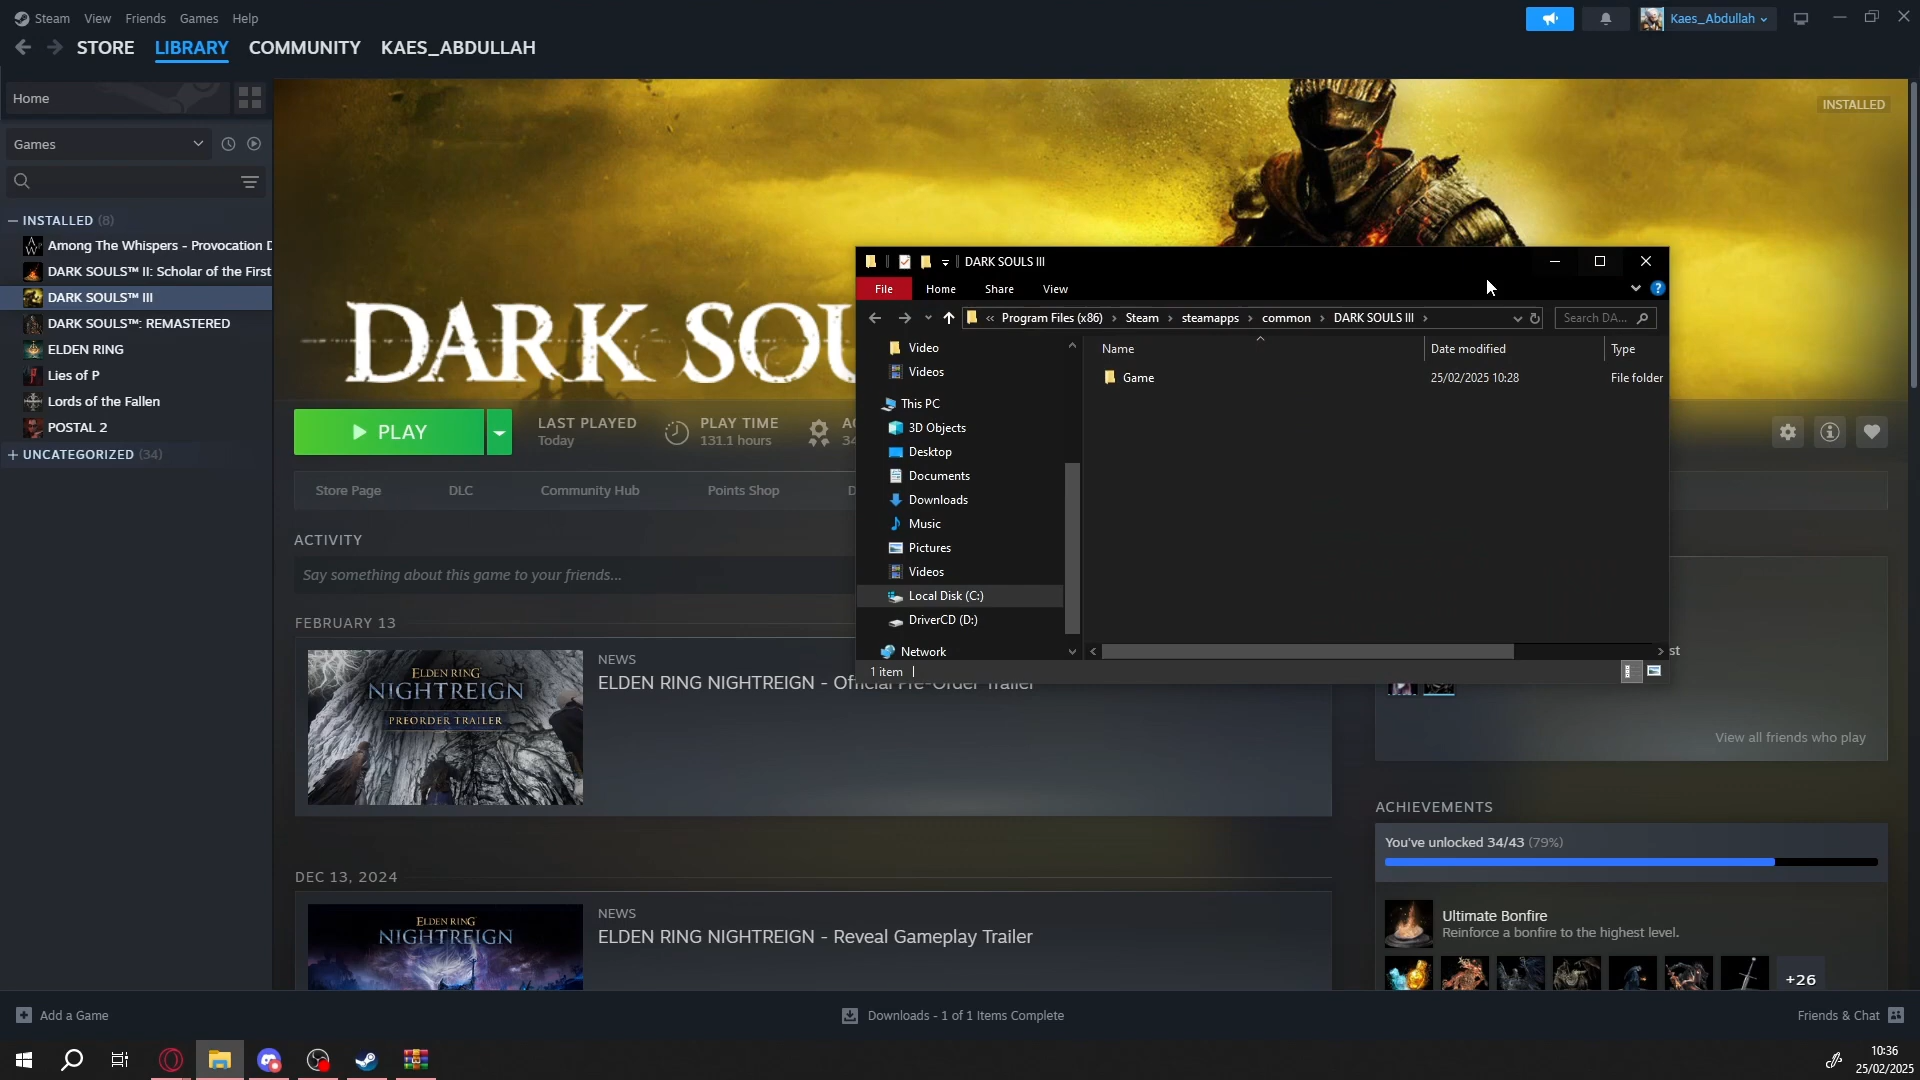 Steam View Friends Games Help
Kaes_Abdullah
STORE LIBRARY COMMUNITY KAES_ABDULLAH
Home
INSTALLED
Games
INSTALLED (8)
Among The Whispers - Provocation D
DARK SOULS™ II: Scholar of the First
DARK SOULS™ III
DARK SOULS™: REMASTERED
ELDEN RING
Lies of P
Lords of the Fallen
POSTAL 2
UNCATEGORIZED (34)
DARK SOU
PLAY
LAST PLAYED
Today
PLAY TIME
131.1 hours
Store Page DLC Community Hub Points Shop D
ACTIVITY
Say something about this game to your friends...
FEBRUARY 13
ELDEN RING
NIGHTREIGN
PREORDER TRAILER
NEWS
ELDEN RING NIGHTREIGN - Official Pre-Order Trailer
DEC 13, 2024
ELDEN RING
NIGHTREIGN
NEWS
ELDEN RING NIGHTREIGN - Reveal Gameplay Trailer
DARK SOULS III
File Home Share View
« Program Files (x86) › Steam › steamapps › common › DARK SOULS III ›
Search DA...
Video
Videos
This PC
3D Objects
Desktop
Documents
Downloads
Music
Pictures
Videos
Local Disk (C:)
DriverCD (D:)
Network
Name Date modified Type
Game 25/02/2025 10:28 File folder
1 item
st
View all friends who play
ACHIEVEMENTS
You've unlocked 34/43 (79%)
Ultimate Bonfire
Reinforce a bonfire to the highest level.
+26
Add a Game
Downloads - 1 of 1 Items Complete
Friends & Chat
10:36
25/02/2025